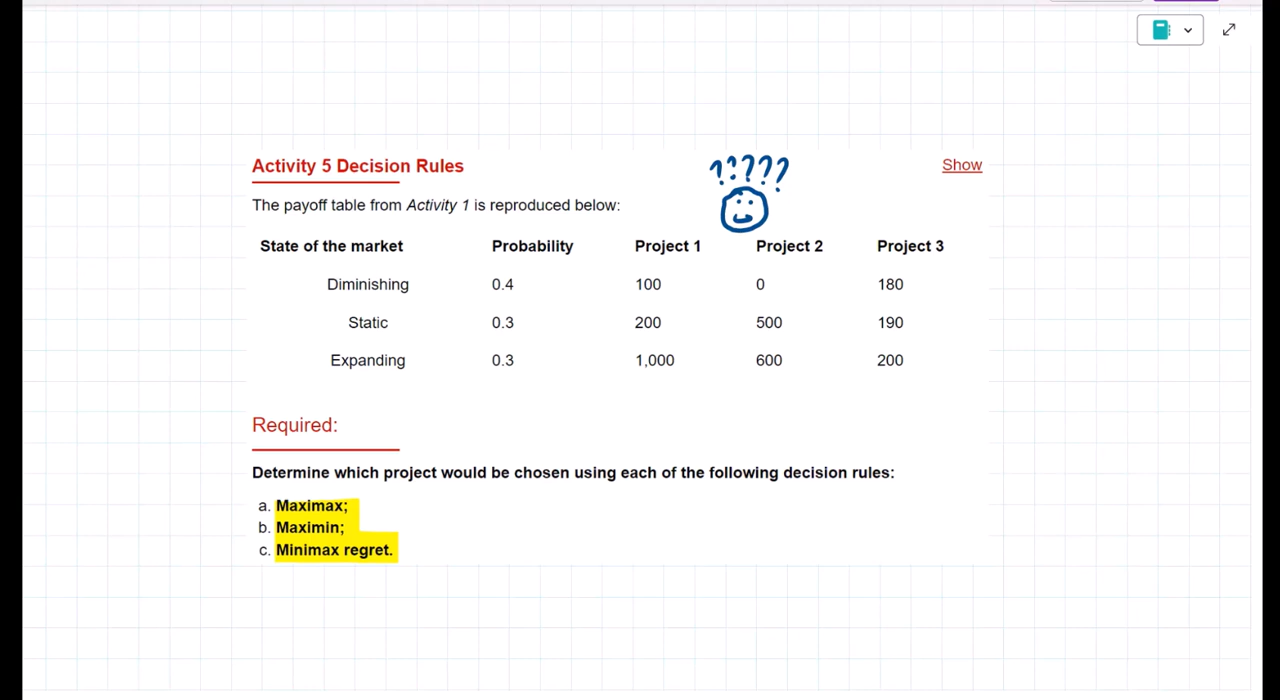 Activity 5 Decision Rules
Show
?????
The payoff table from Activity 1 is reproduced below:
State of the market Probability Project 1 Project 2 Project 3
Diminishing 0.4 100 0 180
Static 0.3 200 500 190
Expanding 0.3 1,000 600 200
Required:
Determine which project would be chosen using each of the following decision rules:
a. Maximax;
b. Maximin;
c. Minimax regret.